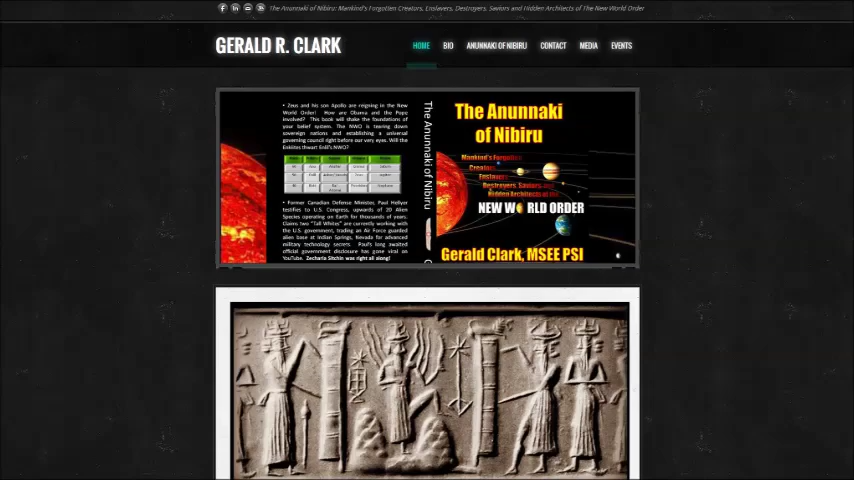 The Anunnaki of Nibiru: Mankind's Forgotten Creators, Enslavers, Destroyers, Saviors and Hidden Architects of The New World Order
GERALD R. CLARK
HOME BIO ANUNNAKI OF NIBIRU CONTACT MEDIA EVENTS
• Zeus and his son Apollo are reigning in the New
World Order! How are Obama and the Pope
involved? This book will shake the foundations of
your belief system. The NWO is tearing down
sovereign nations and establishing a universal
governing council right before our very eyes. Will the
Enkiites thwart Enlil's NWO?
• Former Canadian Defense Minister, Paul Hellyer
testifies to U.S. Congress, upwards of 20 Alien
Species operating on Earth for thousands of years.
Claims two "Tall Whites" are currently working with
the U.S. government, trading an Air Force guarded
alien base at Indian Springs, Nevada for advanced
military technology secrets. Paul's long awaited
official government disclosure has gone viral on
YouTube. Zecharia Sitchin was right all along!
The Anunnaki of Nibiru
The Anunnaki
of Nibiru
Mankind's Forgotten
Creators
Enslavers
Destroyers, Saviors and
Hidden Architects of the
NEW WORLD ORDER
Gerald Clark, MSEE PSI